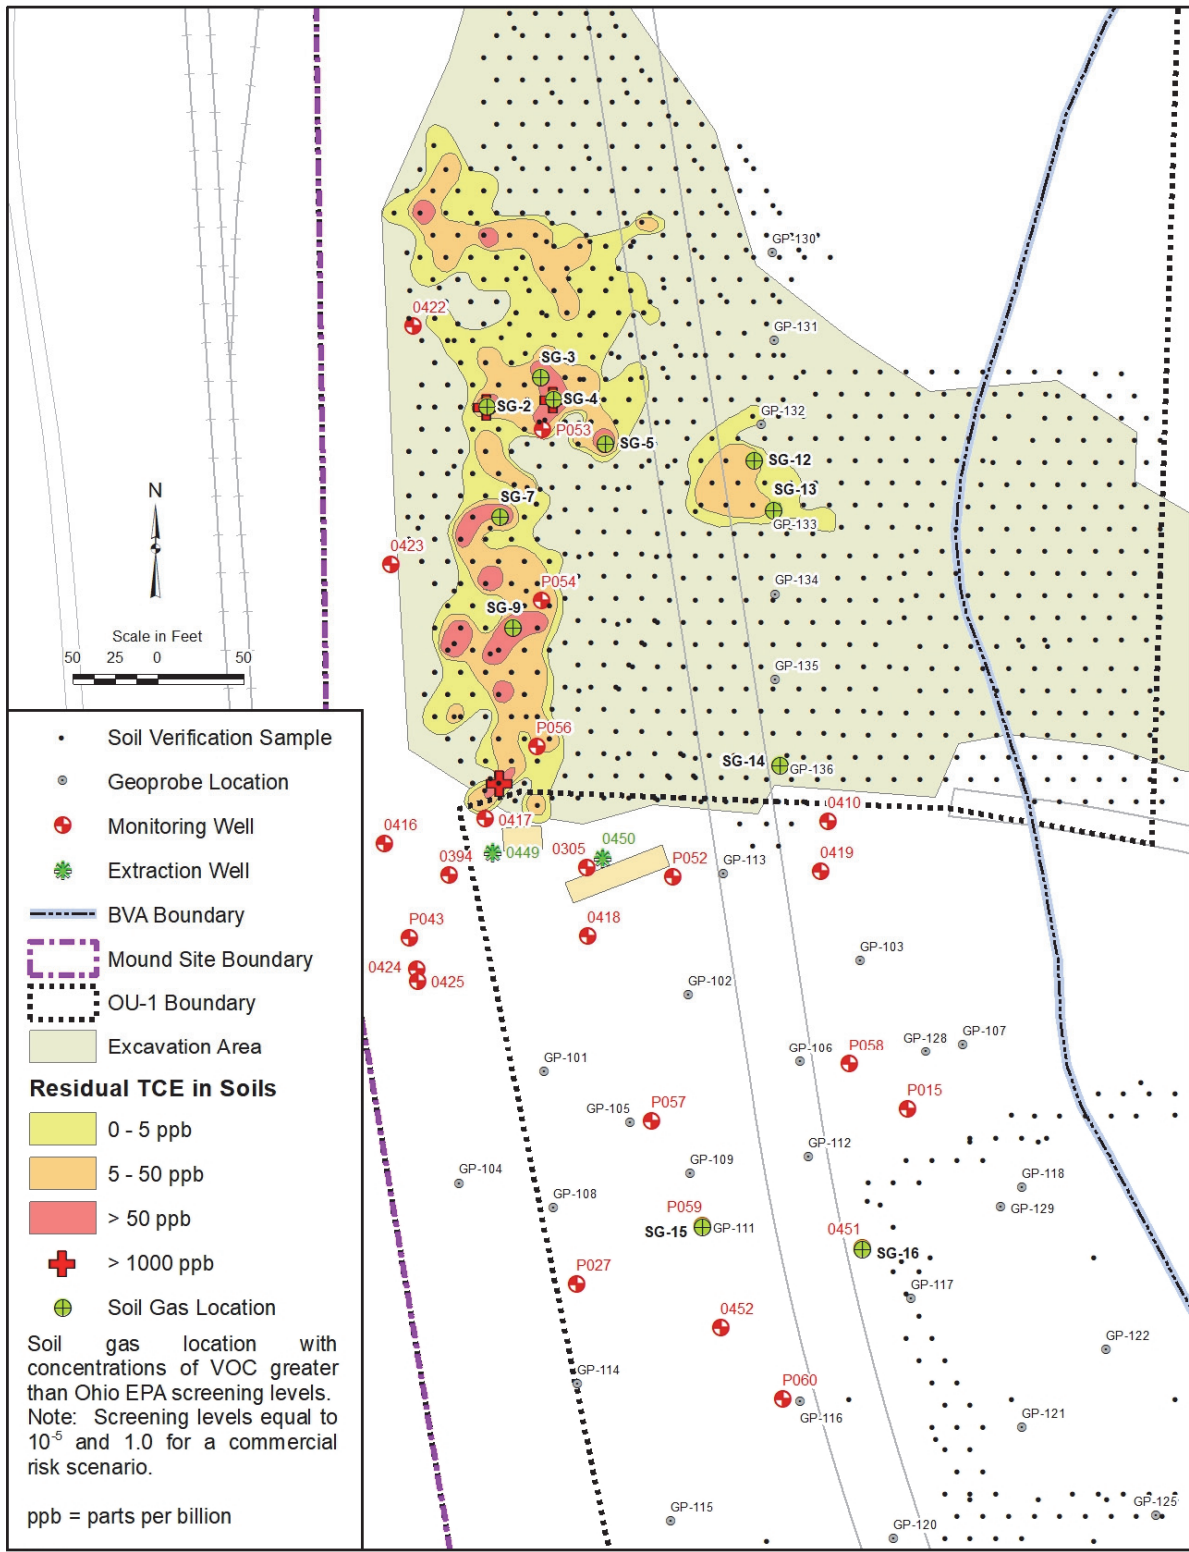 GP-130
0422
GP-131
SG-3
SG-2
SG-4
GP-132
P053
SG-5
SG-12
SG-7
SG-13
N
GP-133
0423
P054
GP-134
SG-9
Scale in Feet
50 25 0 50
GP-135
P056
SG-14
GP-136
0417
0410
0416
0449
0450
0394
0305
P052
GP-113
0419
P043
0418
0424
0425
GP-103
GP-102
GP-101
GP-106
P058
GP-128
GP-107
GP-105
P057
P015
GP-104
GP-109
GP-112
GP-118
GP-108
P059
GP-129
SG-15
GP-111
0451
SG-16
P027
GP-117
0452
GP-122
GP-114
P060
GP-116
GP-121
GP-115
GP-125
GP-120
Soil Verification Sample
Geoprobe Location
Monitoring Well
Extraction Well
BVA Boundary
Mound Site Boundary
OU-1 Boundary
Excavation Area
Residual TCE in Soils
0 - 5 ppb
5 - 50 ppb
> 50 ppb
> 1000 ppb
Soil Gas Location
Soil gas location with
concentrations of VOC greater
than Ohio EPA screening levels.
Note: Screening levels equal to
10⁻⁵ and 1.0 for a commercial
risk scenario.
ppb = parts per billion